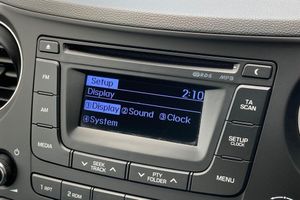 RDS MP3
FM
AM
MEDIA
Setup
Display 2:10
1 Display 2 Sound 3 Clock
4 System
TA
SCAN
SETUP
CLOCK
MENU
SEEK
TRACK
PTY
FOLDER
1 RPT 2 RDM